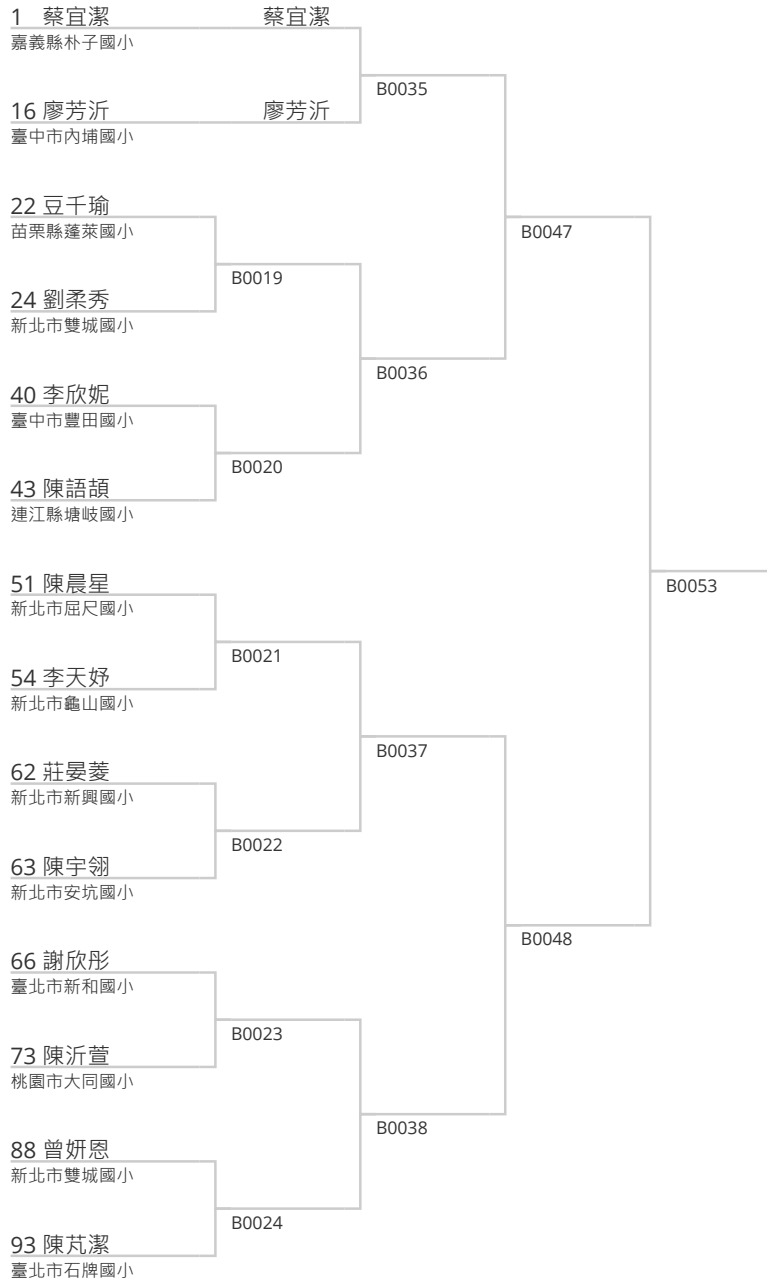 1 蔡宜潔 蔡宜潔
嘉義縣朴子國小
B0035
16 廖芳沂 廖芳沂
臺中市內埔國小
22 豆千瑜
苗栗縣蓬萊國小
B0047
B0019
24 劉柔秀
新北市雙城國小
B0036
40 李欣妮
臺中市豐田國小
B0020
43 陳語頡
連江縣塘岐國小
51 陳晨星
新北市屈尺國小
B0053
B0021
54 李天妤
新北市龜山國小
B0037
62 莊晏菱
新北市新興國小
B0022
63 陳宇翎
新北市安坑國小
B0048
66 謝欣彤
臺北市新和國小
B0023
73 陳沂萱
桃園市大同國小
B0038
88 曾妍恩
新北市雙城國小
B0024
93 陳芃潔
臺北市石牌國小